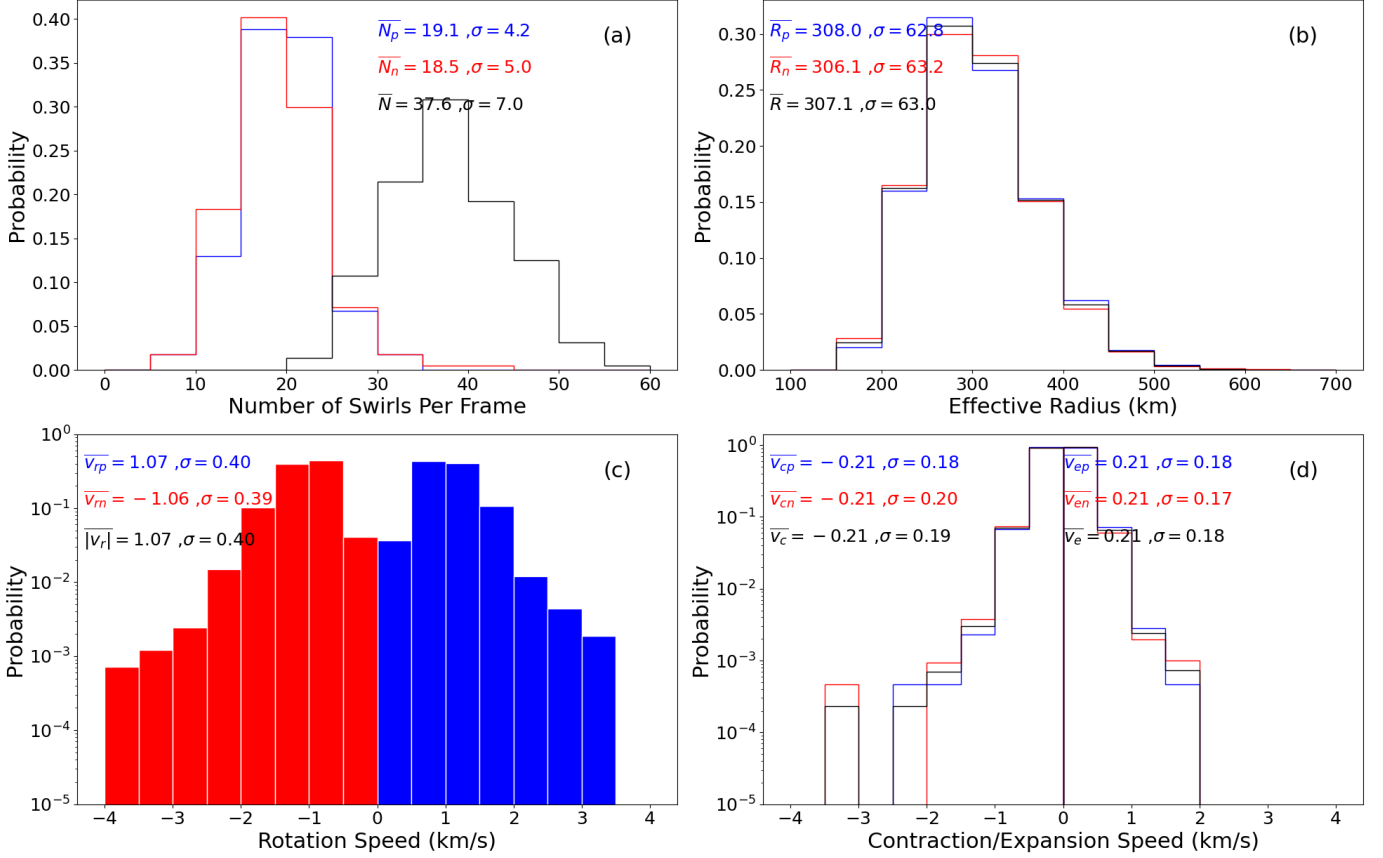 (a)
N̅p = 19.1 ,σ = 4.2
N̅n = 18.5 ,σ = 5.0
N̅ = 37.6 ,σ = 7.0
Probability
0.40
0.35
0.30
0.25
0.20
0.15
0.10
0.05
0.00
0 10 20 30 40 50 60
Number of Swirls Per Frame
(b)
R̅p = 308.0 ,σ = 62.8
R̅n = 306.1 ,σ = 63.2
R̅ = 307.1 ,σ = 63.0
Probability
0.30
0.25
0.20
0.15
0.10
0.05
0.00
100 200 300 400 500 600 700
Effective Radius (km)
(c)
v̅rp = 1.07 ,σ = 0.40
v̅rn = −1.06 ,σ = 0.39
|vr| = 1.07 ,σ = 0.40
Probability
10⁰
10⁻¹
10⁻²
10⁻³
10⁻⁴
10⁻⁵
−4 −3 −2 −1 0 1 2 3 4
Rotation Speed (km/s)
(d)
v̅cp = −0.21 ,σ = 0.18
v̅cn = −0.21 ,σ = 0.20
v̅c = −0.21 ,σ = 0.19
v̅ep = 0.21 ,σ = 0.18
v̅en = 0.21 ,σ = 0.17
v̅e = 0.21 ,σ = 0.18
Probability
10⁰
10⁻¹
10⁻²
10⁻³
10⁻⁴
10⁻⁵
−4 −3 −2 −1 0 1 2 3 4
Contraction/Expansion Speed (km/s)